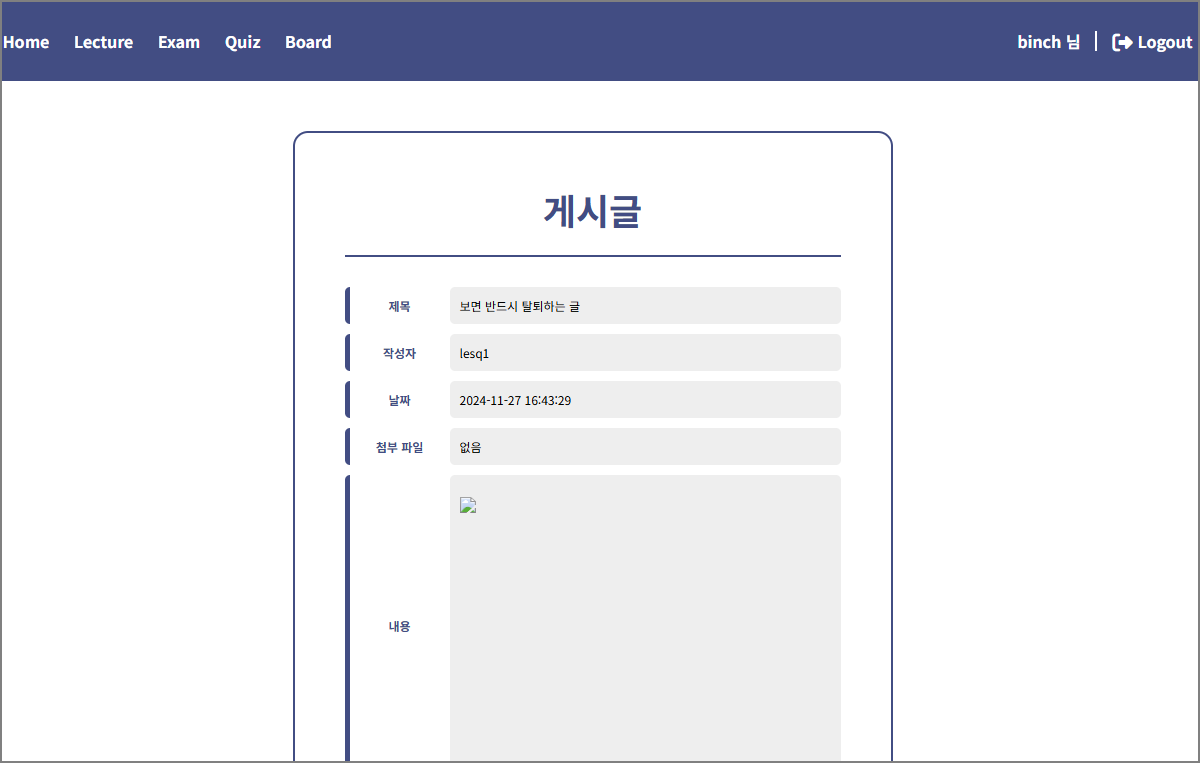 Home Lecture Exam Quiz Board binch 님 Logout
게시글
제목 보면 반드시 탈퇴하는 글
작성자 lesq1
날짜 2024-11-27 16:43:29
첨부 파일 없음
내용